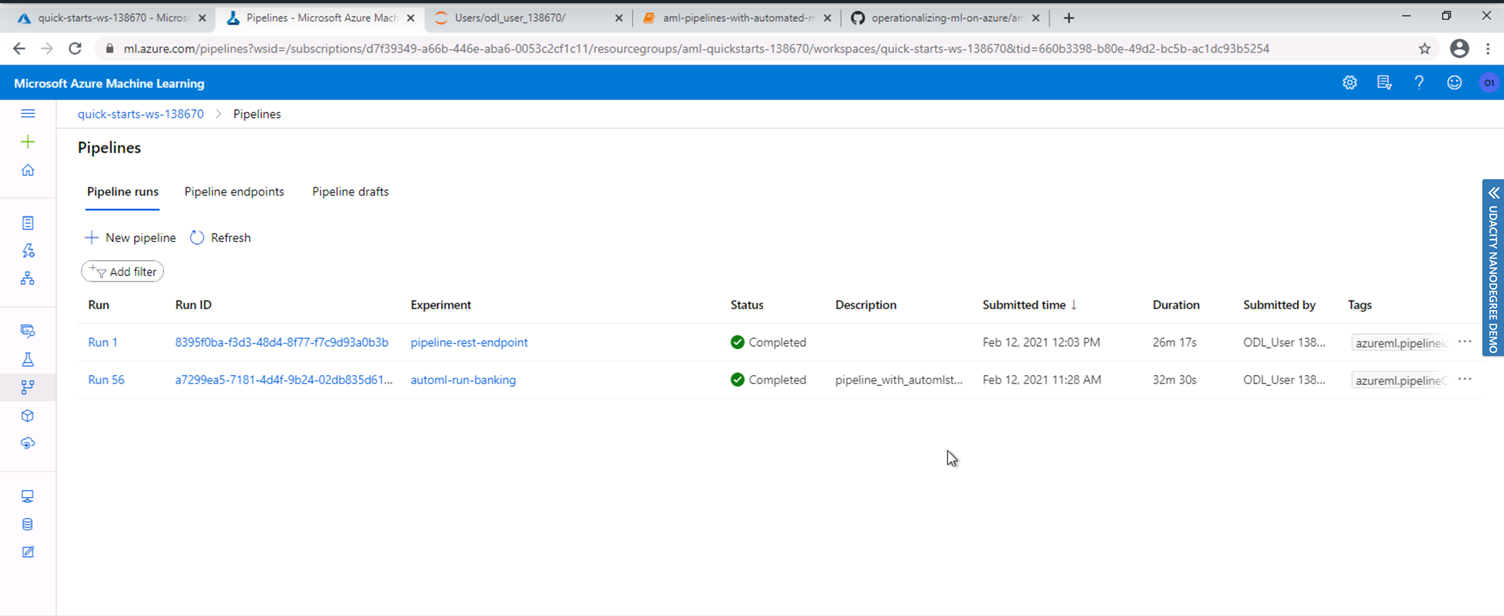 quick-starts-ws-138670 - Micros
Pipelines - Microsoft Azure Mach
Users/odl_user_138670/
aml-pipelines-with-automated-m
operationalizing-ml-on-azure/am
ml.azure.com/pipelines?wsid=/subscriptions/d7f39349-a66b-446e-aba6-0053c2cf1c11/resourcegroups/aml-quickstarts-138670/workspaces/quick-starts-ws-138670&tid=660b3398-b80e-49d2-bc5b-ac1dc93b5254
Microsoft Azure Machine Learning
O1
quick-starts-ws-138670 > Pipelines
Pipelines
Pipeline runs Pipeline endpoints Pipeline drafts
New pipeline Refresh
Add filter
Run Run ID Experiment Status Description Submitted time ↓ Duration Submitted by Tags
Run 1 8395f0ba-f3d3-48d4-8f77-f7c9d93a0b3b pipeline-rest-endpoint Completed Feb 12, 2021 12:03 PM 26m 17s ODL_User 138... azureml.pipelineid ...
Run 56 a7299ea5-7181-4d4f-9b24-02db835d61... automl-run-banking Completed pipeline_with_automlst... Feb 12, 2021 11:28 AM 32m 30s ODL_User 138... azureml.pipelineC ...
UDACITY NANODEGREE DEMO